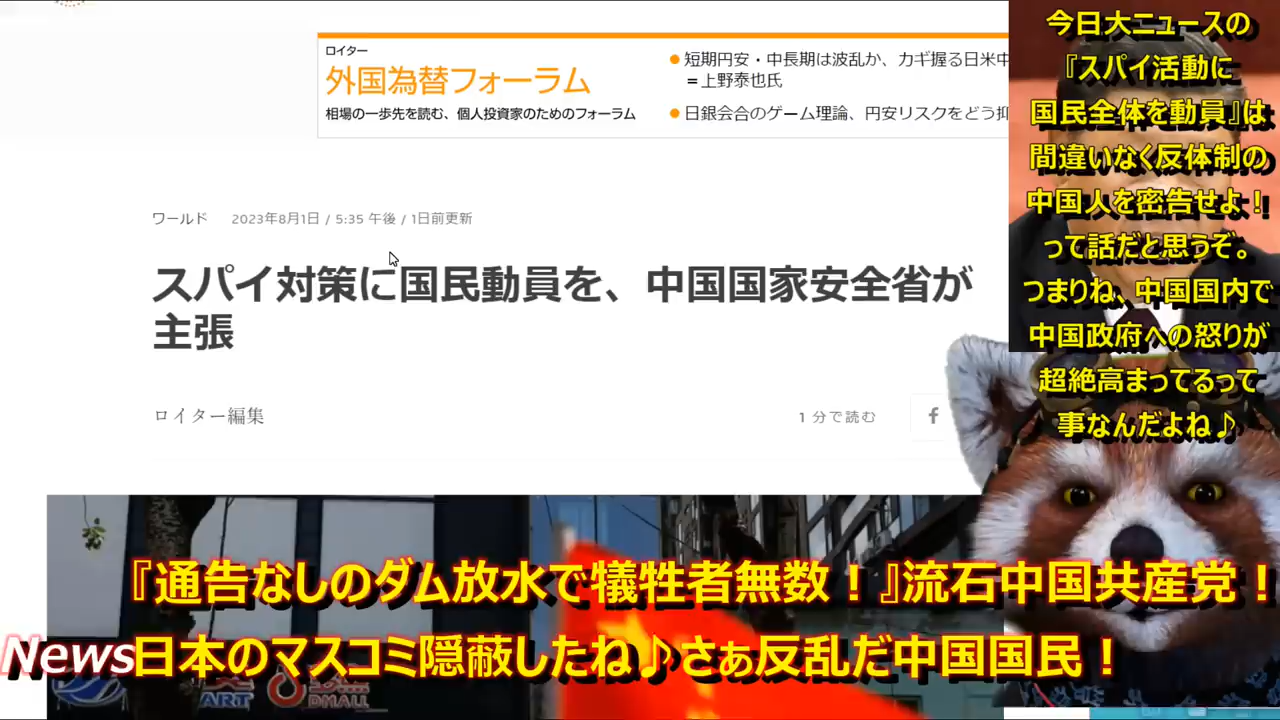 ロイター
外国為替フォーラム
相場の一歩先を読む、個人投資家のためのフォーラム
短期円安・中長期は波乱か、カギ握る日米中
＝上野泰也氏
日銀会合のゲーム理論、円安リスクをどう抑
ワールド 2023年8月1日 / 5:35 午後 / 1日前更新
スパイ対策に国民動員を、中国国家安全省が
主張
ロイター編集
1 分で読む
f
今日大ニュースの
『スパイ活動に
国民全体を動員』は
間違いなく反体制の
中国人を密告せよ！
って話だと思うぞ。
つまりね、中国国内で
中国政府への怒りが
超絶高まってるって
事なんだよね♪
『通告なしのダム放水で犠牲者無数！』流石中国共産党！
News日本のマスコミ隠蔽したね♪さぁ反乱だ中国国民！
DMALL